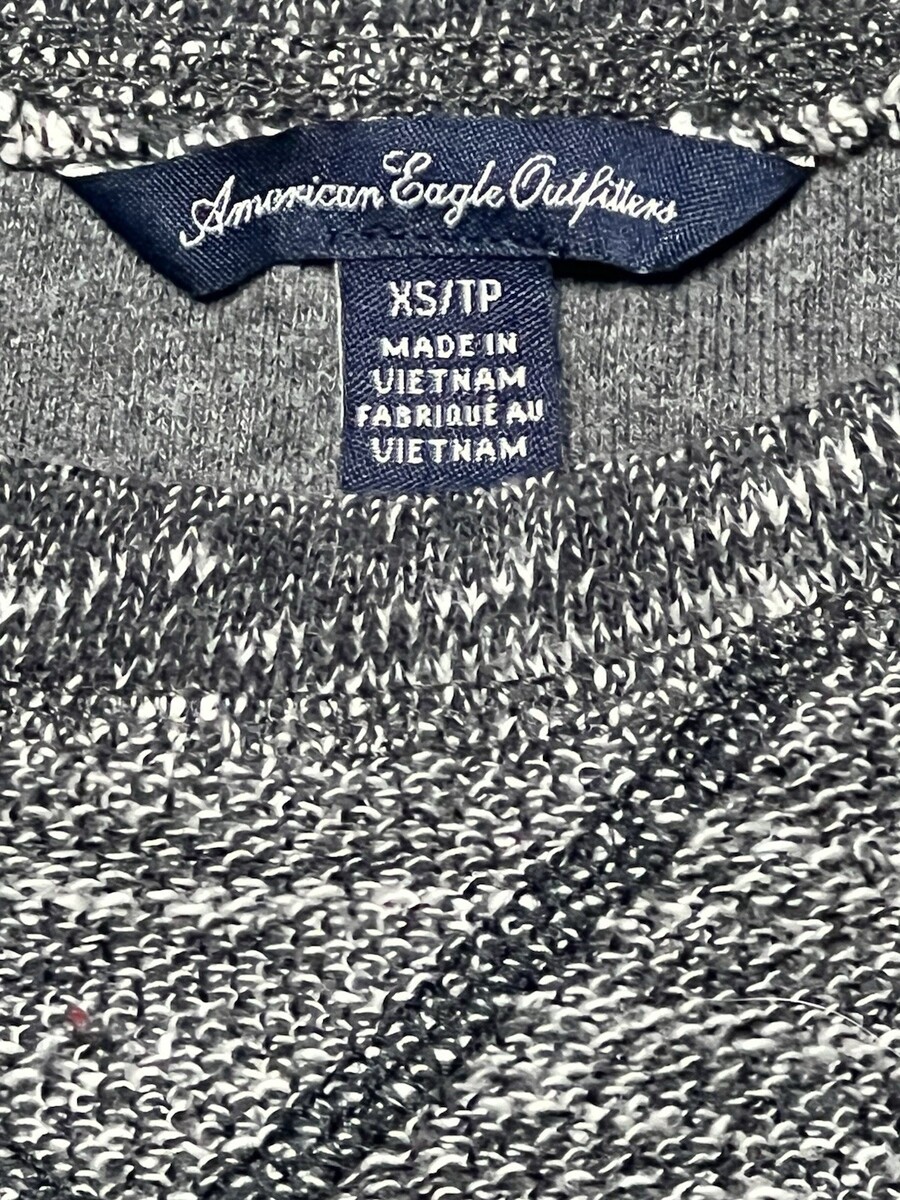 American Eagle Outfitters
XS/TP
MADE IN
VIETNAM
FABRIQUÉ AU
VIETNAM